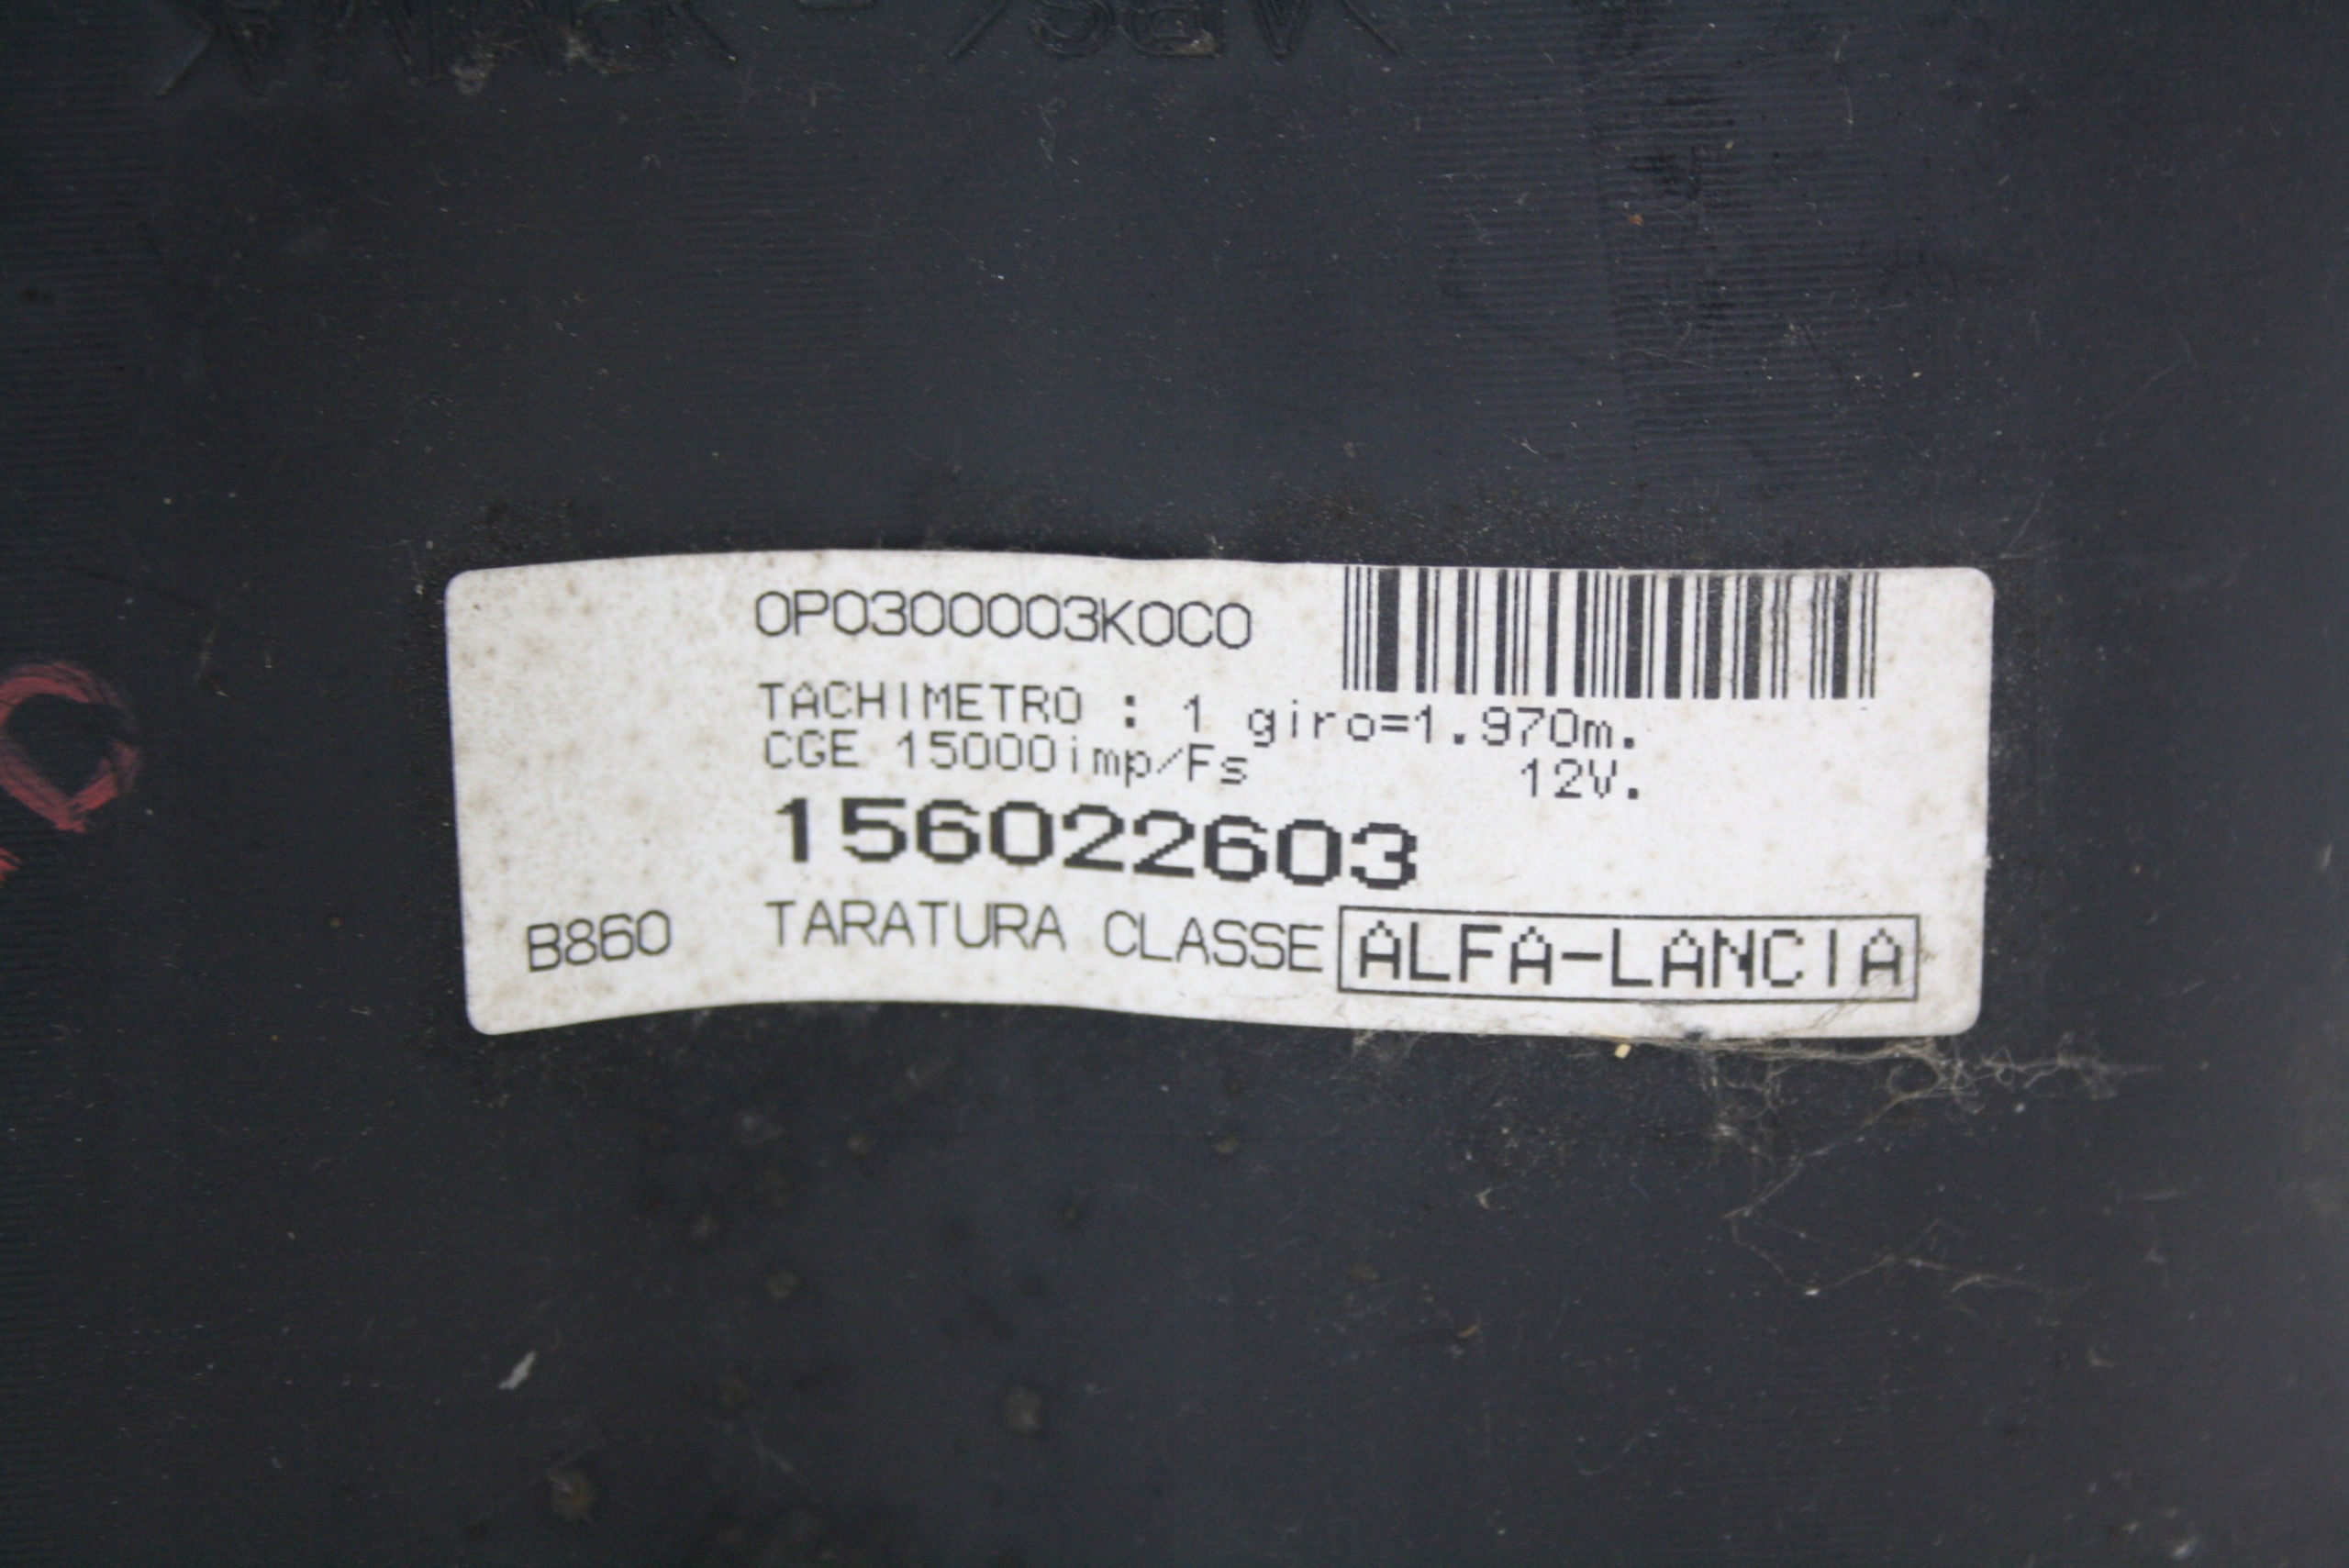 0P0300003K0C0
TACHIMETRO : 1 giro=1.970m.
CGE 15000imp/Fs 12V.
156022603
B860 TARATURA CLASSE ALFA-LANCIA